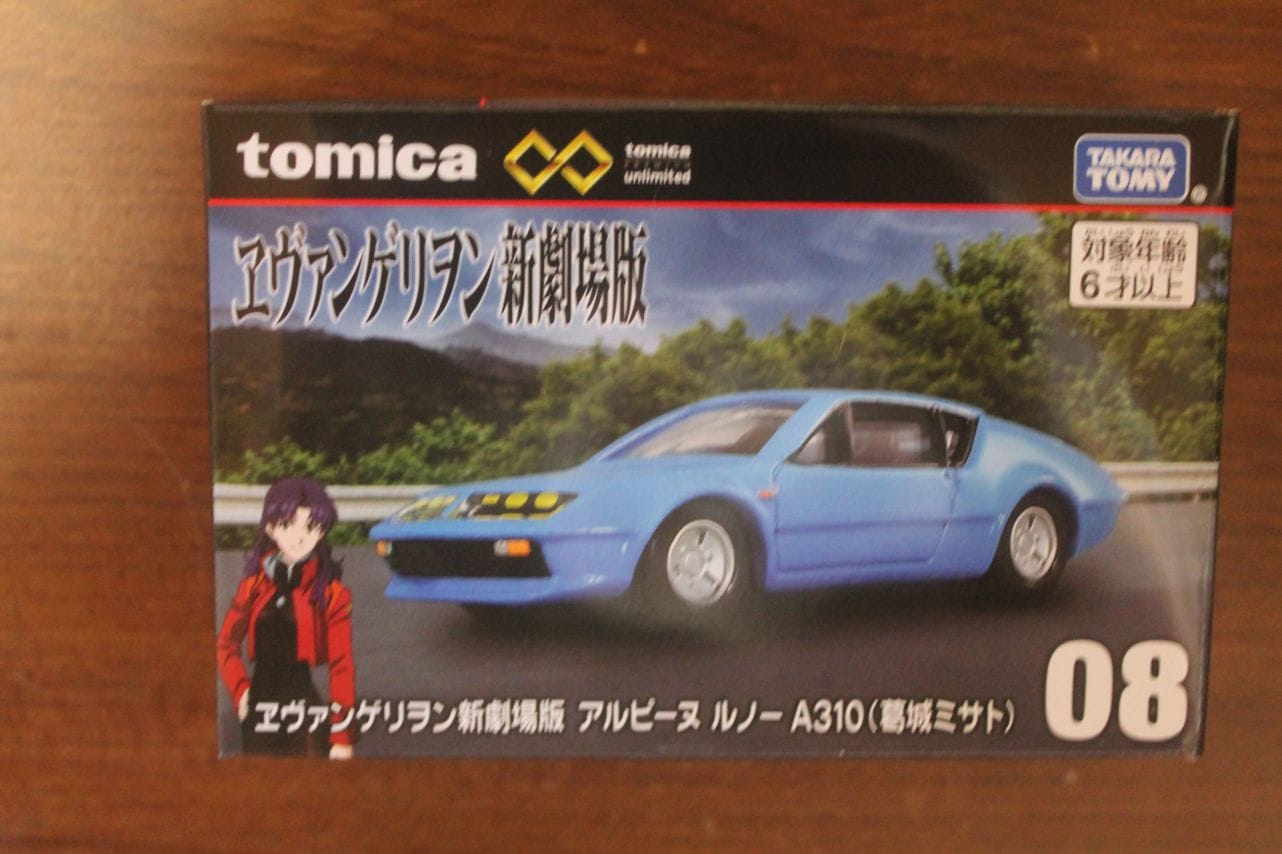 tomica
tomica
unlimited
TAKARA
TOMY
ヱヴァンゲリヲン新劇場版
対象年齢
6才以上
ヱヴァンゲリヲン新劇場版 アルピーヌ ルノー A310(葛城ミサト)
08